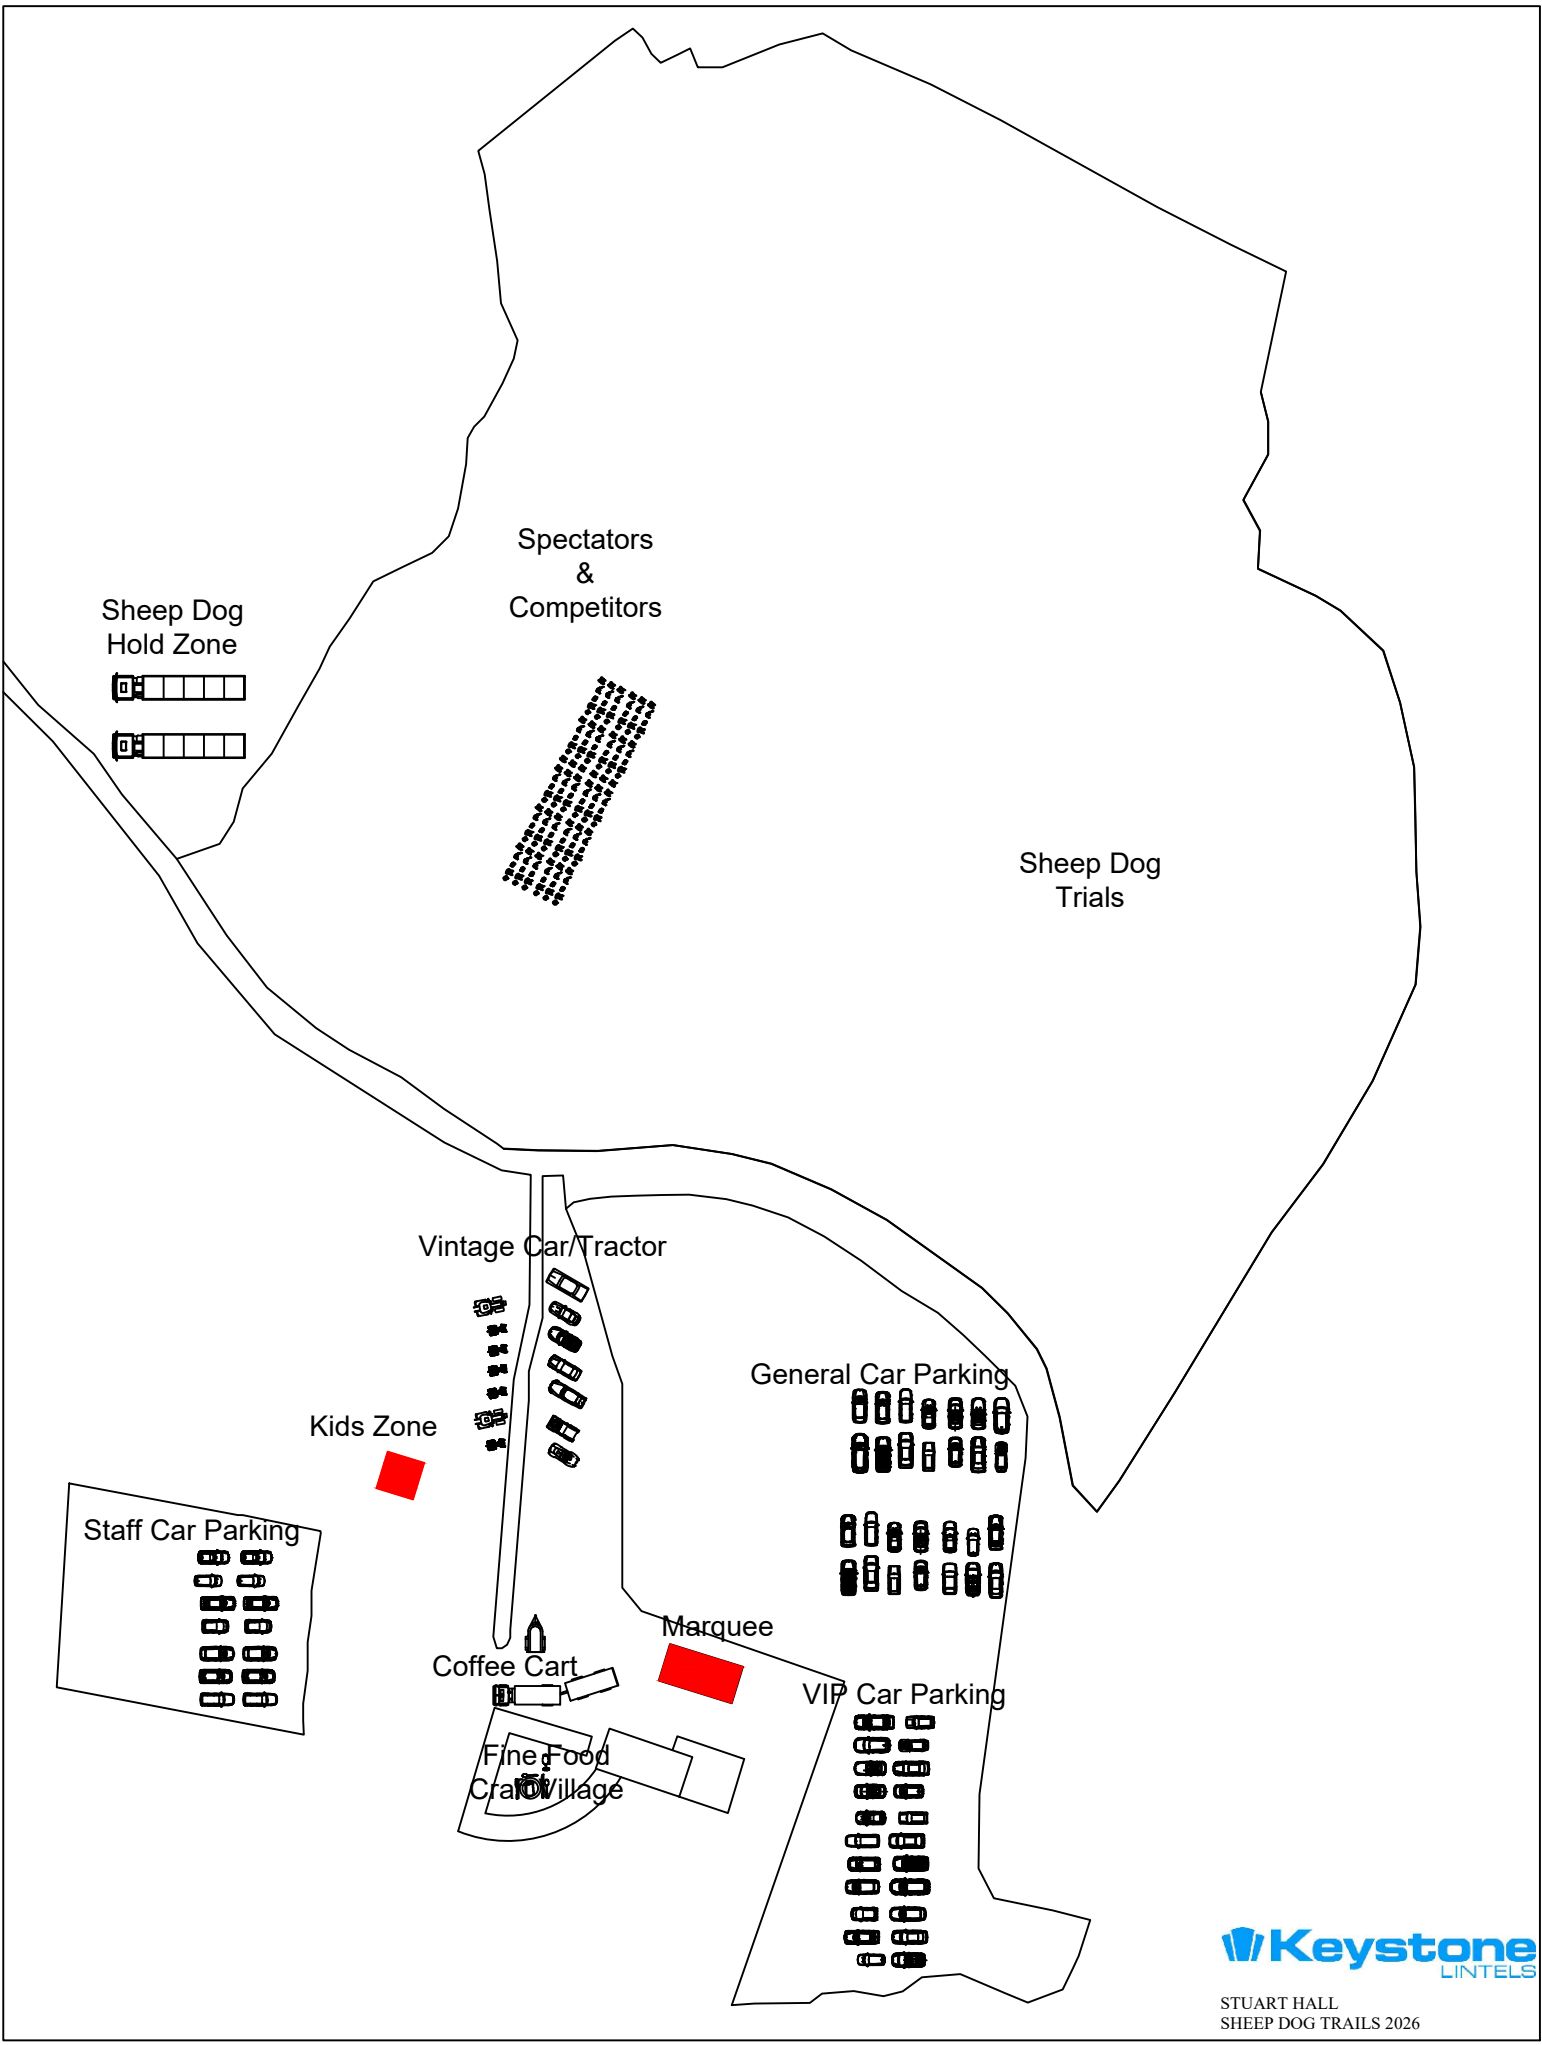 Spectators
&
Competitors
Sheep Dog
Hold Zone
Sheep Dog
Trials
Vintage Car/Tractor
General Car Parking
Kids Zone
Staff Car Parking
Marquee
Coffee Cart
VIP Car Parking
Fine Food
Craft Village
Keystone
LINTELS
STUART HALL
SHEEP DOG TRAILS 2026